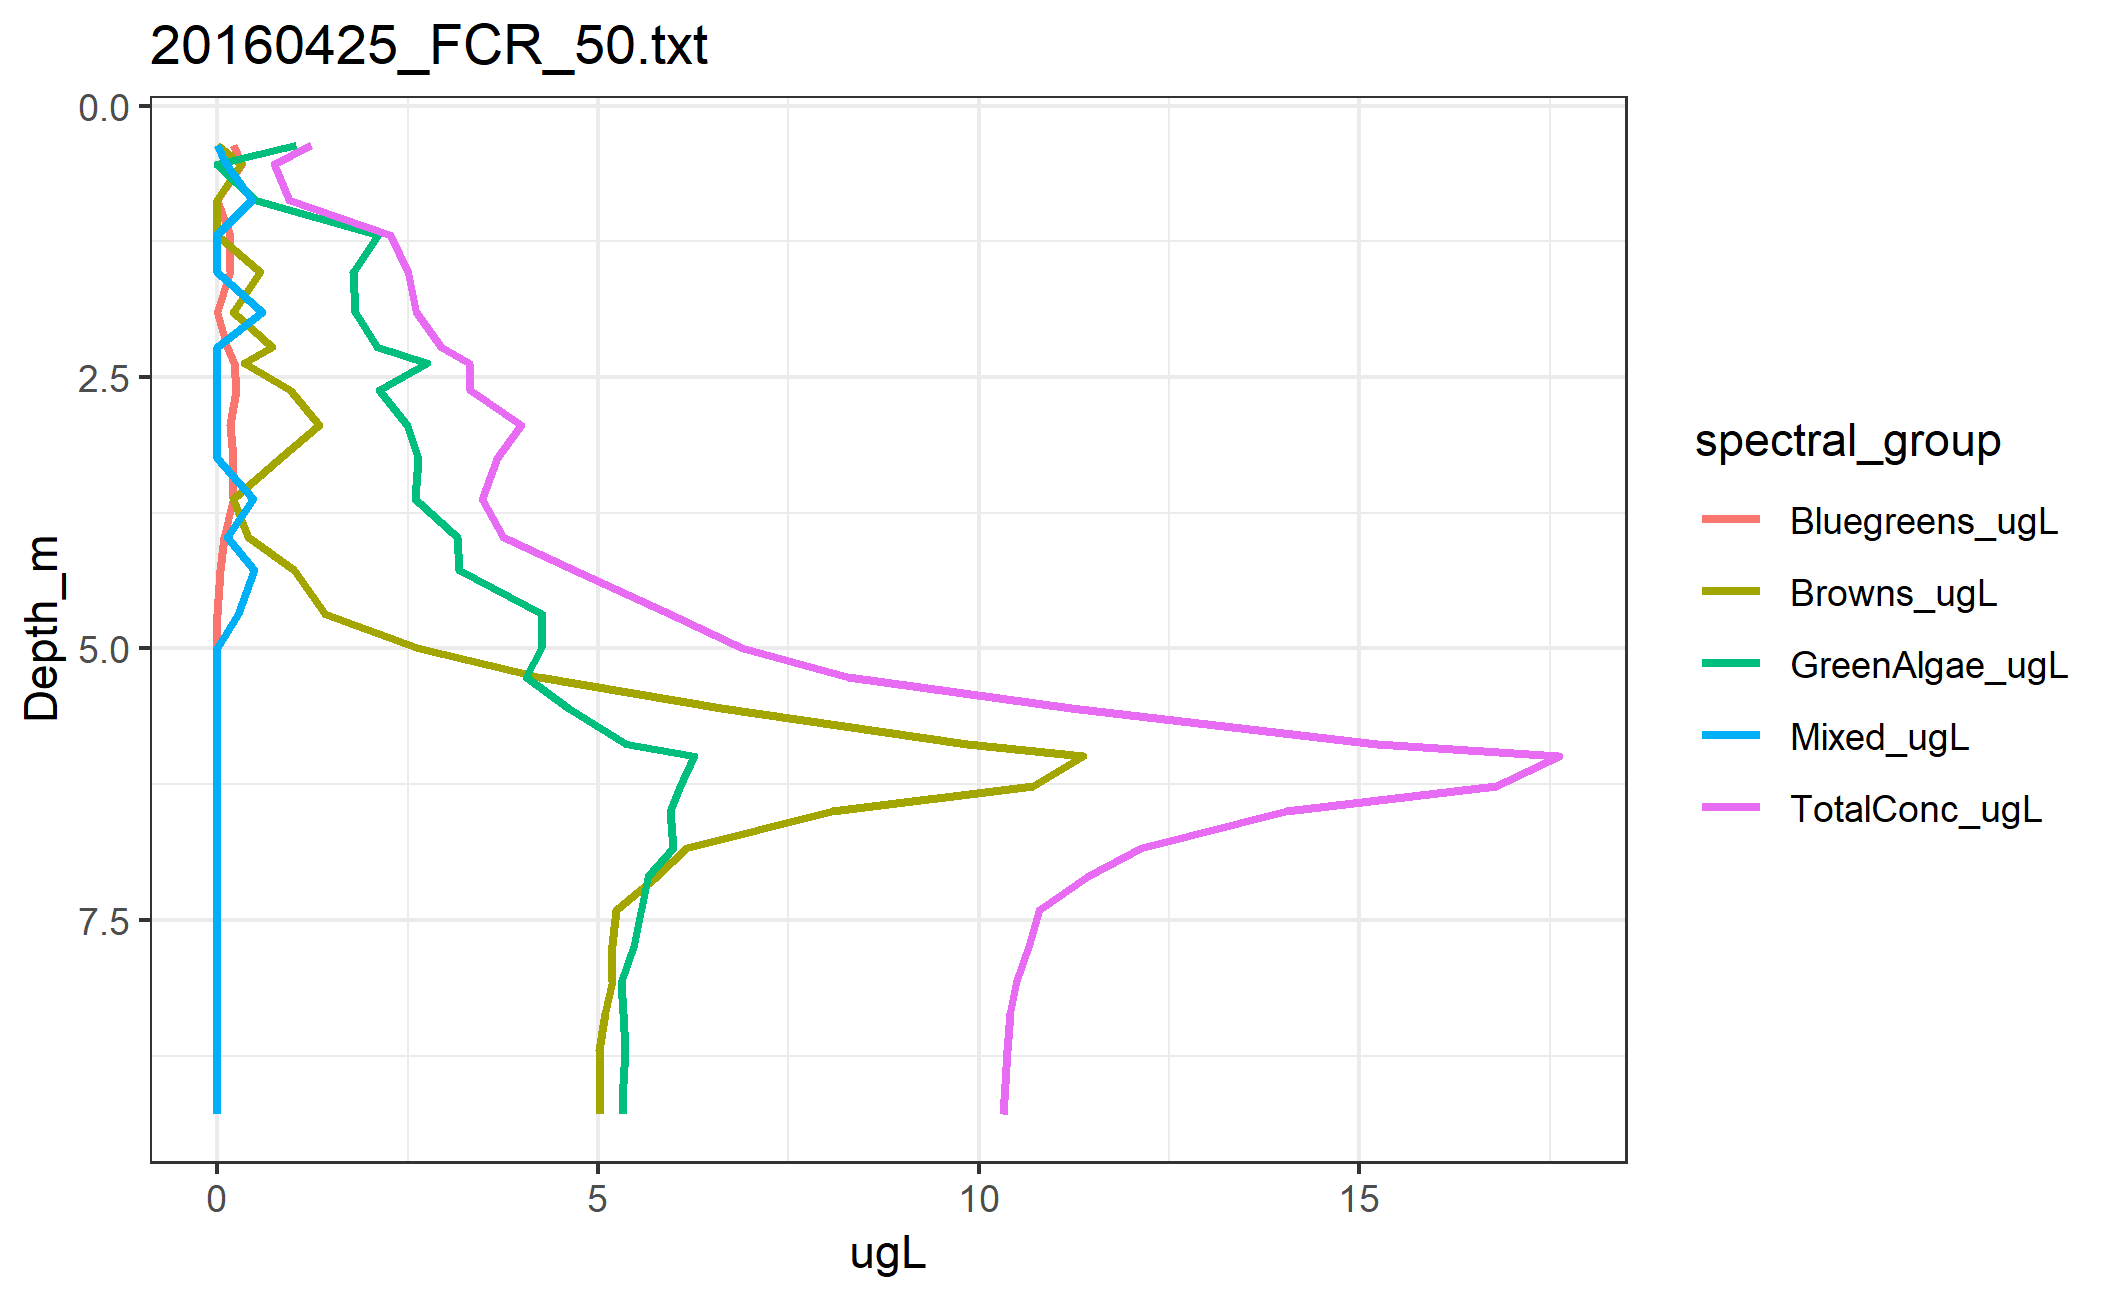 20160425_FCR_50.txt
0.0
2.5
5.0
7.5
Depth_m
0 5 10 15
ugL
spectral_group
Bluegreens_ugL
Browns_ugL
GreenAlgae_ugL
Mixed_ugL
TotalConc_ugL